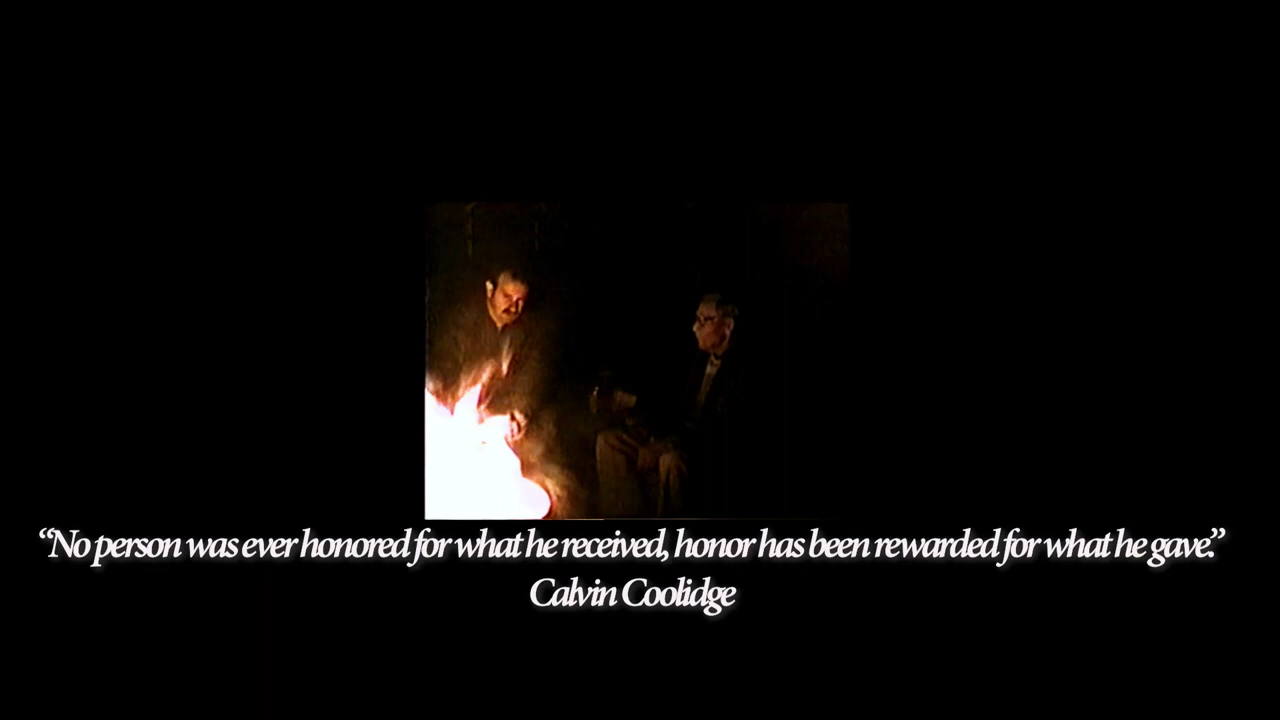 “No person was ever honored for what he received, honor has been rewarded for what he gave.”
Calvin Coolidge